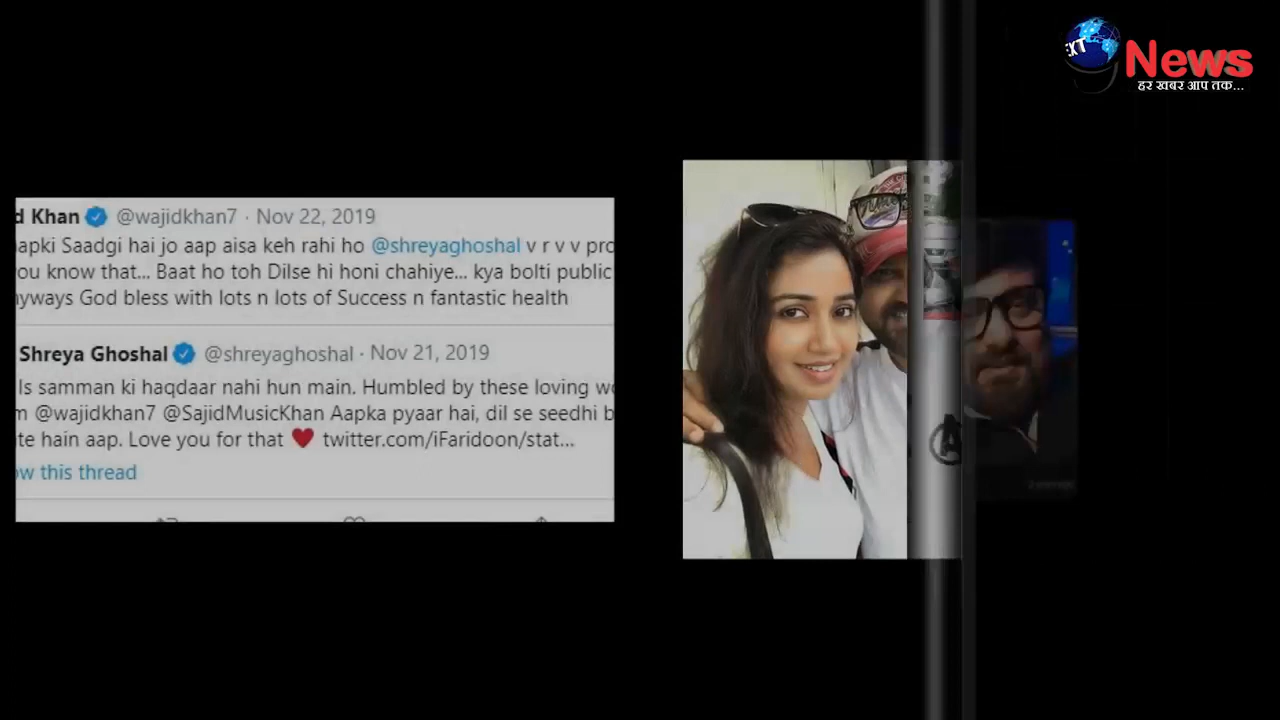 EXT
News
हर खबर आप तक...
d Khan @wajidkhan7 · Nov 22, 2019
apki Saadgi hai jo aap aisa keh rahi ho @shreyaghoshal v r v v pro
ou know that... Baat ho toh Dilse hi honi chahiye... kya bolti public
yways God bless with lots n lots of Success n fantastic health
Shreya Ghoshal @shreyaghoshal · Nov 21, 2019
Is samman ki haqdaar nahi hun main. Humbled by these loving wo
m @wajidkhan7 @SajidMusicKhan Aapka pyaar hai, dil se seedhi b
te hain aap. Love you for that ❤ twitter.com/iFaridoon/stat...
ow this thread
A